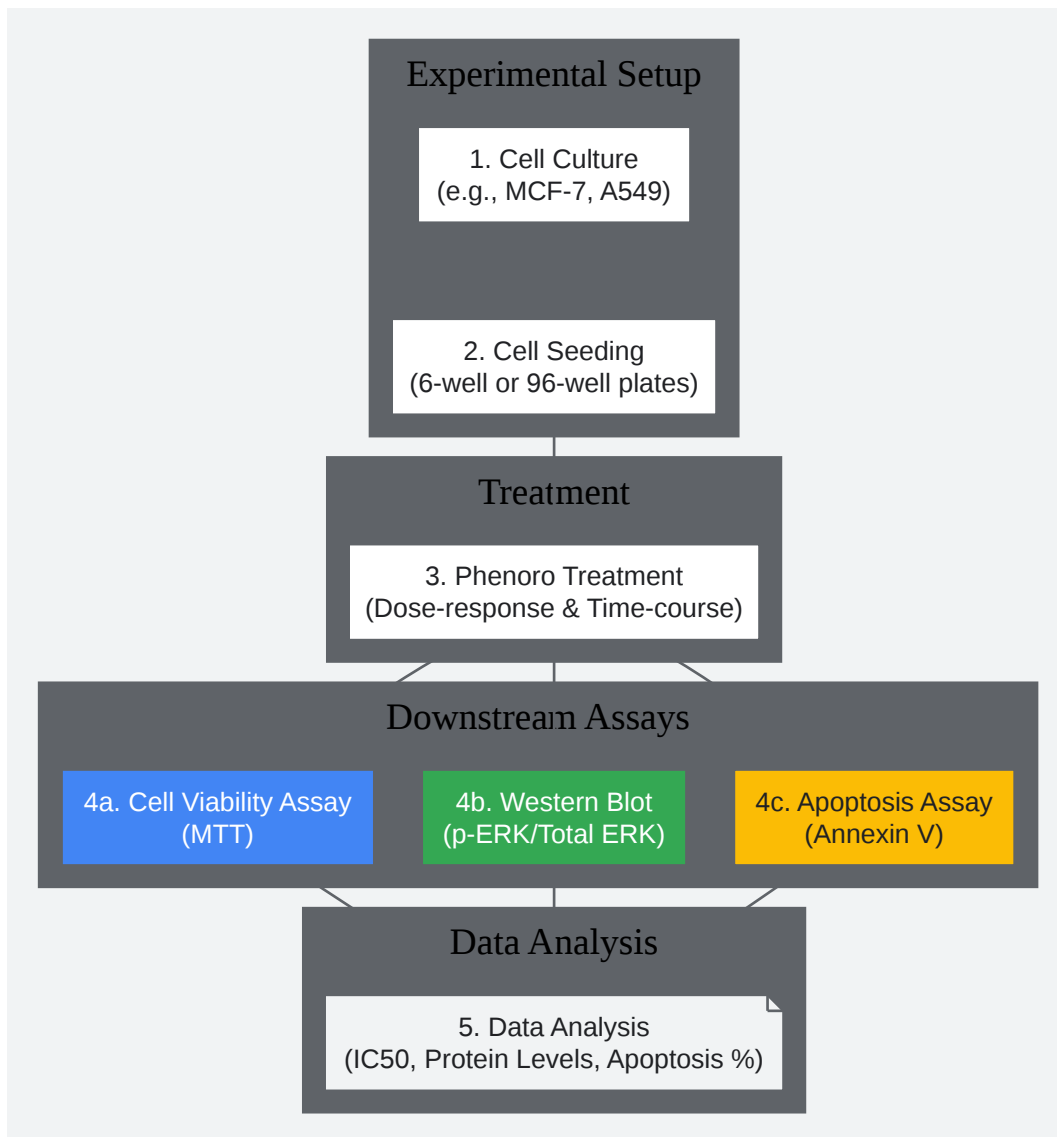 Experimental Setup
1. Cell Culture
(e.g., MCF-7, A549)
2. Cell Seeding
(6-well or 96-well plates)
Treatment
3. Phenoro Treatment
(Dose-response & Time-course)
Downstream Assays
4a. Cell Viability Assay
(MTT)
4b. Western Blot
(p-ERK/Total ERK)
4c. Apoptosis Assay
(Annexin V)
Data Analysis
5. Data Analysis
(IC50, Protein Levels, Apoptosis %)